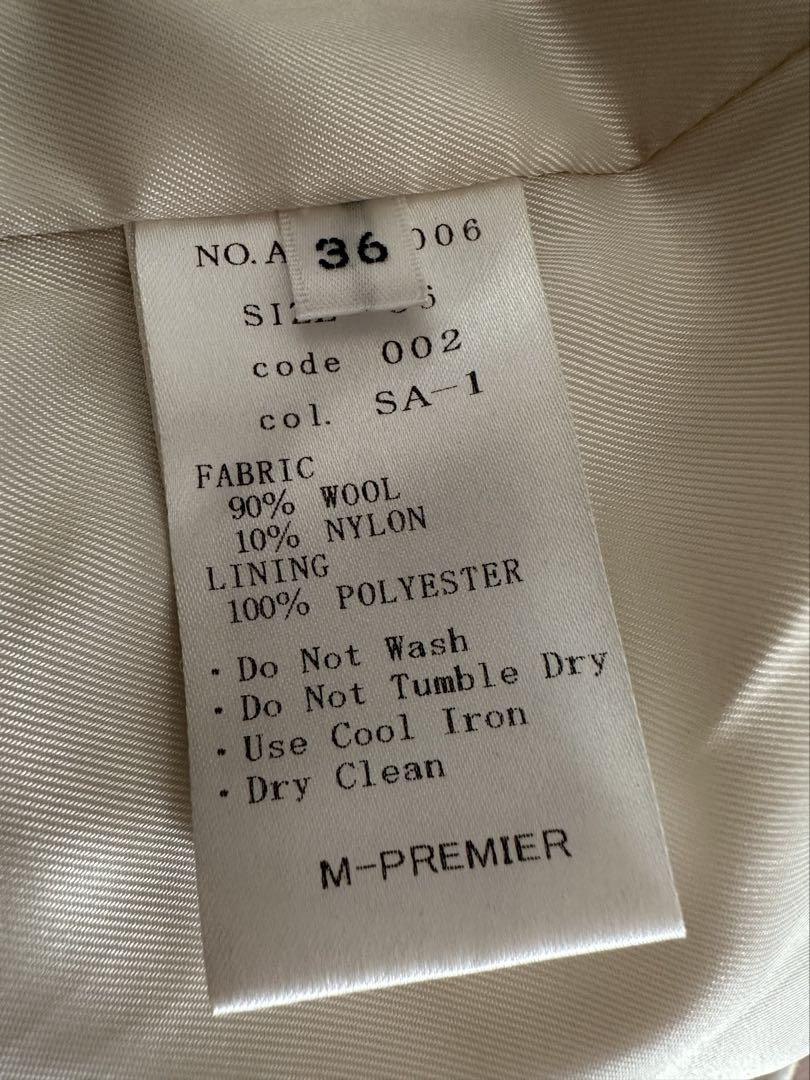 36
NO. A 006
code 002
col. SA-1
FABRIC
90% WOOL
10% NYLON
LINING
100% POLYESTER
・Do Not Wash
・Do Not Tumble Dry
・Use Cool Iron
・Dry Clean
M-PREMIER